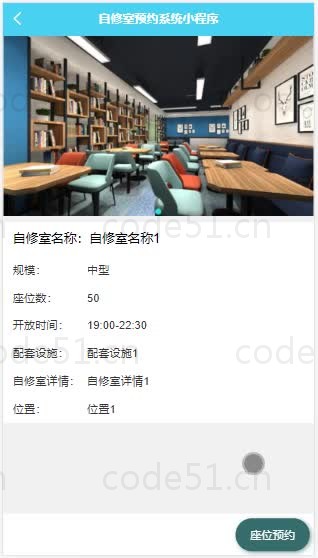 自修室预约系统小程序
自修室名称：自修室名称1
规模： 中型
座位数： 50
开放时间： 19:00-22:30
配套设施： 配套设施1
自修室详情： 自修室详情1
位置： 位置1
座位预约
code51.cn
code51.cn
code51.cn